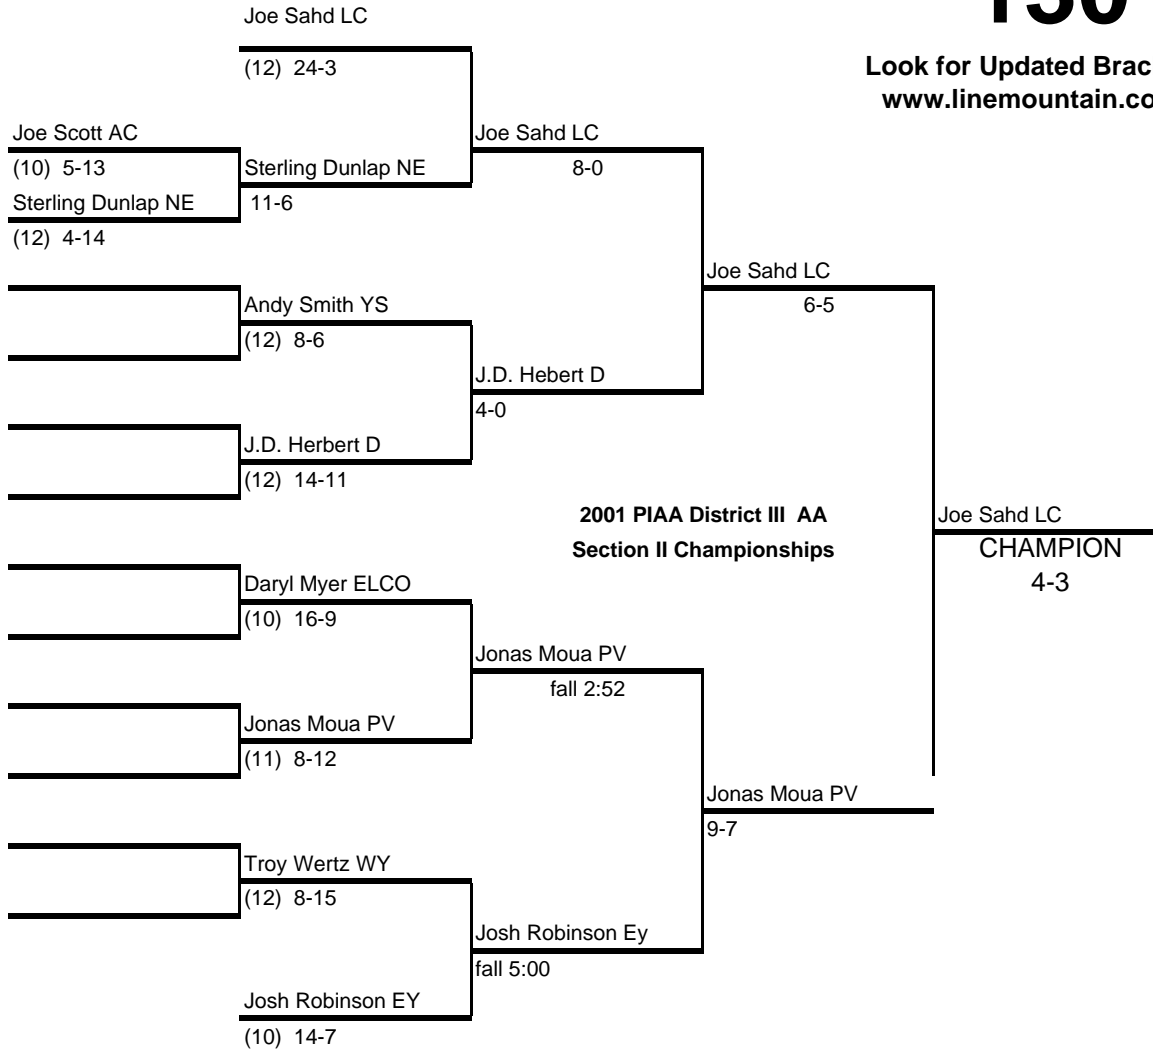 Joe Sahd LC
(12) 24-3
130
Look for Updated Brac
www.linemountain.co
Joe Scott AC
(10) 5-13
Sterling Dunlap NE
(12) 4-14
Sterling Dunlap NE
11-6
Joe Sahd LC
8-0
Andy Smith YS
(12) 8-6
J.D. Hebert D
4-0
J.D. Herbert D
(12) 14-11
Joe Sahd LC
6-5
2001 PIAA District III AA
Section II Championships
Joe Sahd LC
CHAMPION
4-3
Daryl Myer ELCO
(10) 16-9
Jonas Moua PV
fall 2:52
Jonas Moua PV
(11) 8-12
Jonas Moua PV
9-7
Troy Wertz WY
(12) 8-15
Josh Robinson Ey
fall 5:00
Josh Robinson EY
(10) 14-7